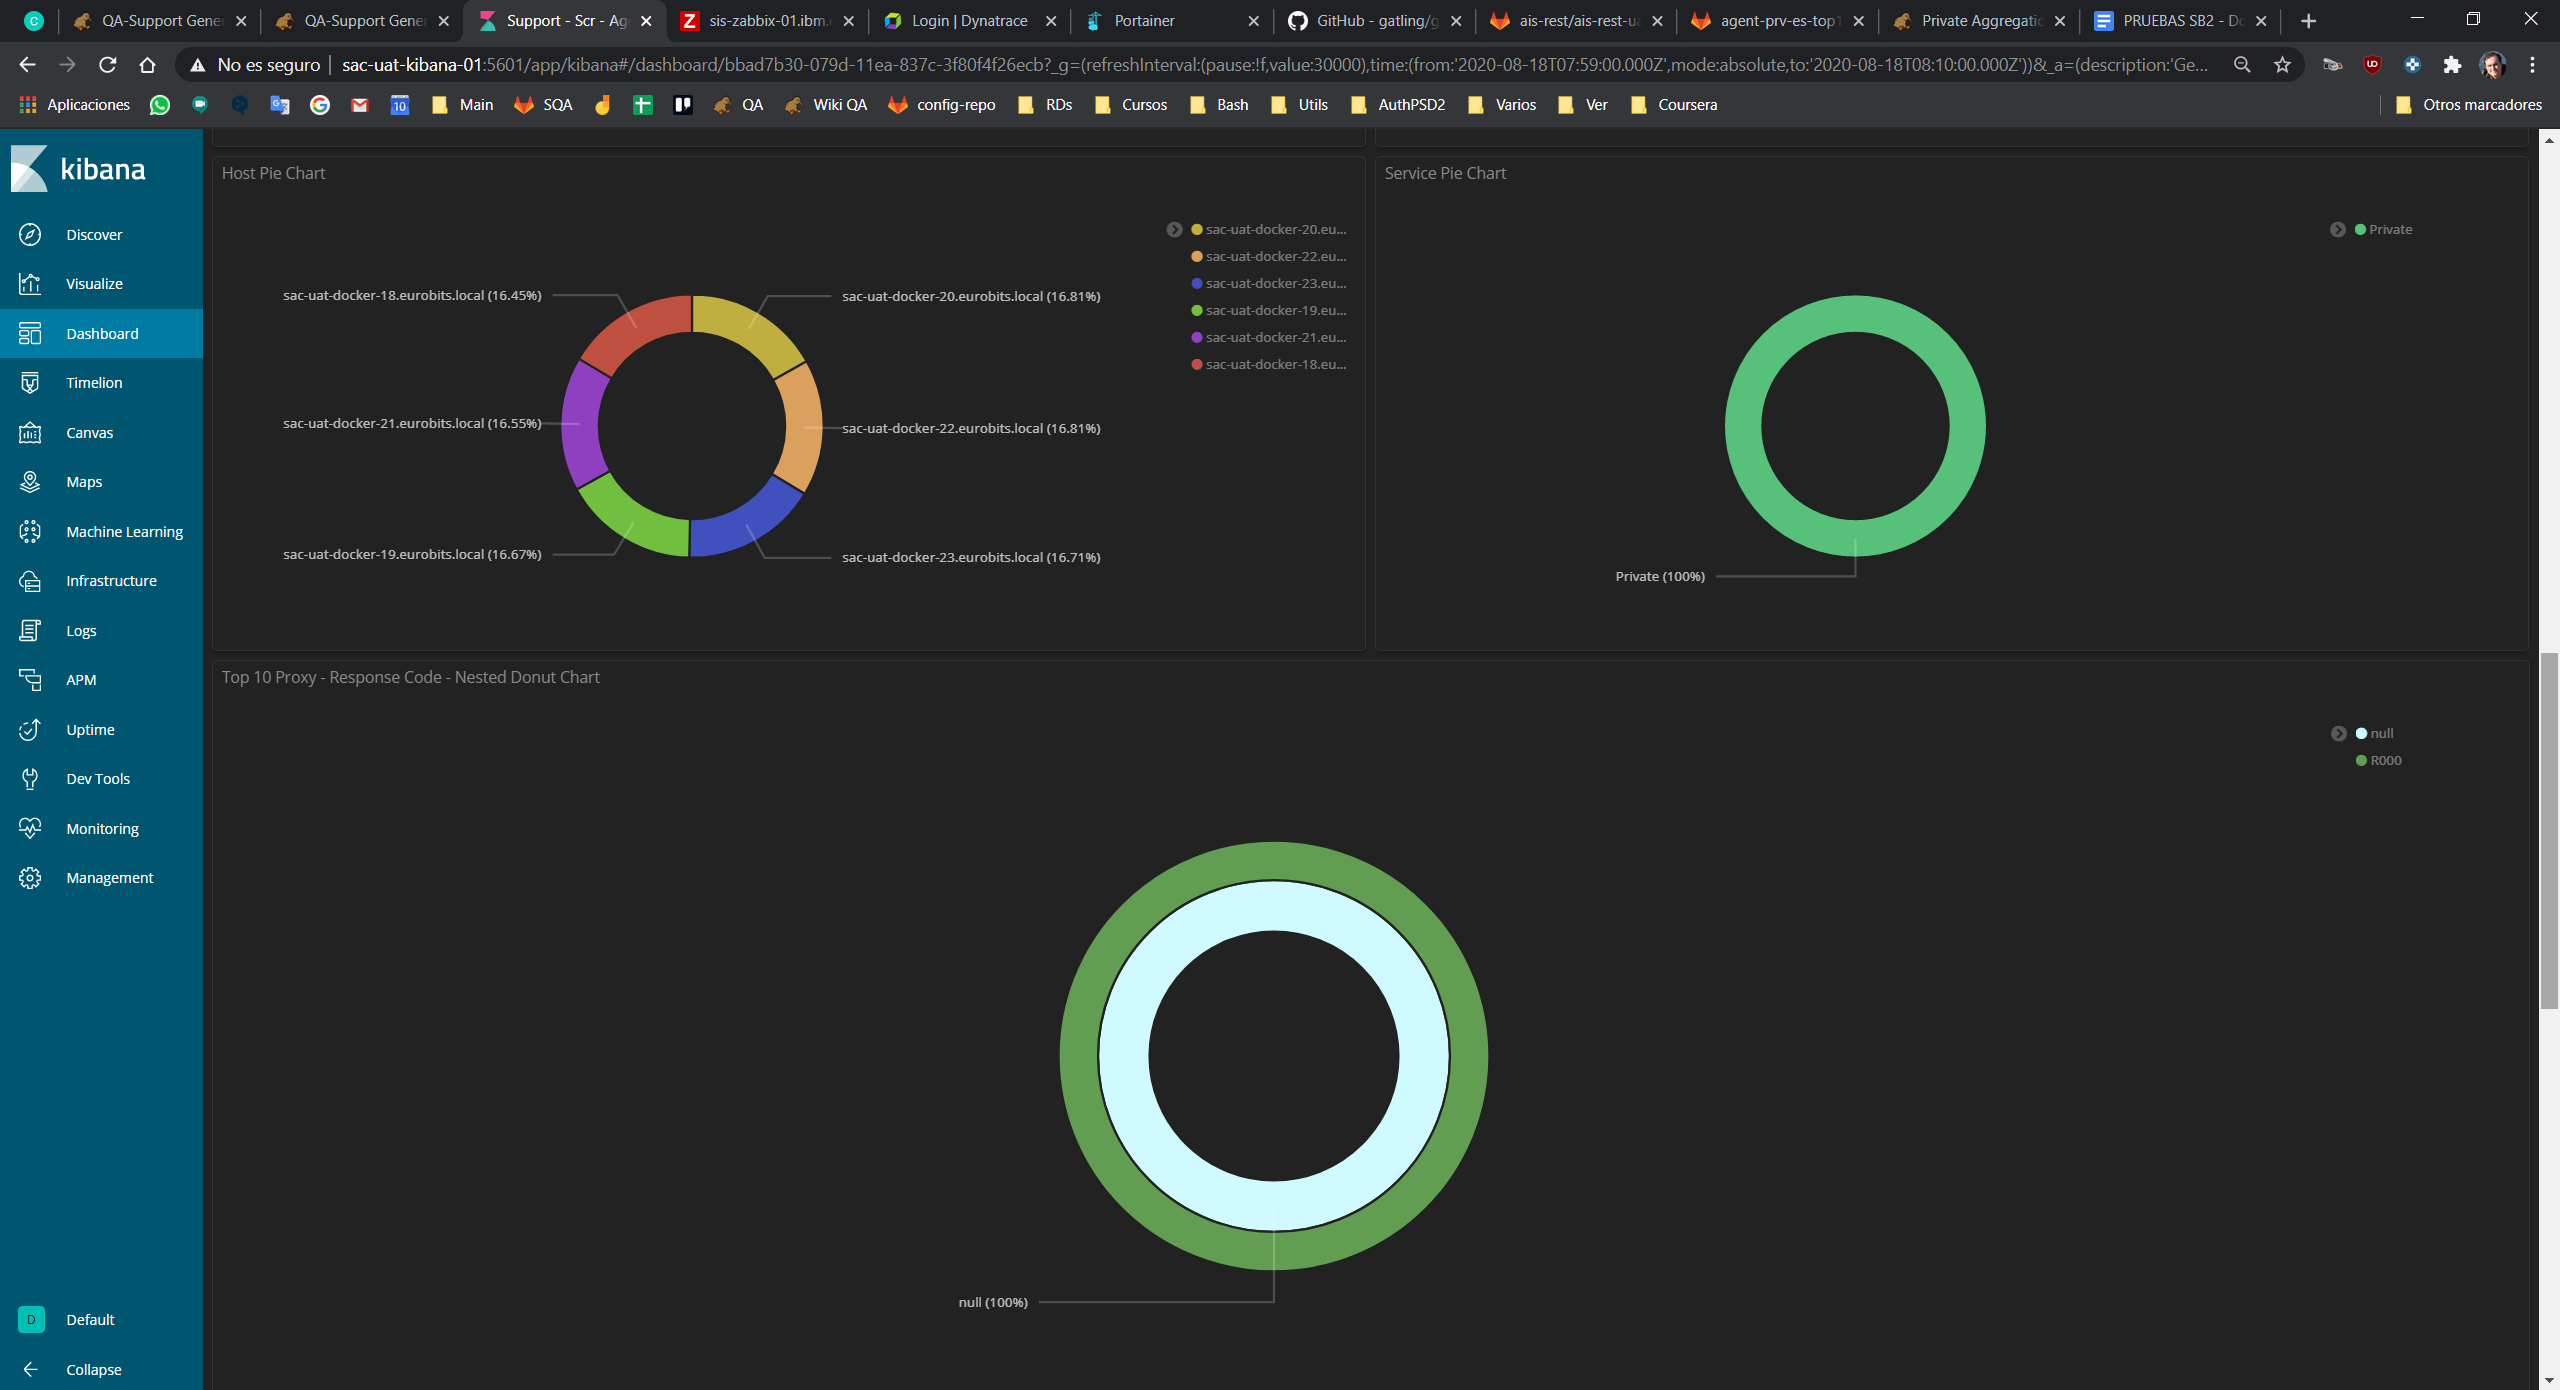 QA-Support Gener
QA-Support Gener
Support - Scr - Ag
sis-zabbix-01.ibm.
Login | Dynatrace
Portainer
GitHub - gatling/g
ais-rest/ais-rest-u
agent-prv-es-top1
Private Aggregati
PRUEBAS SB2 - D
No es seguro | sac-uat-kibana-01:5601/app/kibana#/dashboard/bbad7b30-079d-11ea-837c-3f80f4f26ecb?_g=(refreshInterval:(pause:!f,value:30000),time:(from:'2020-08-18T07:59:00.000Z',mode:absolute,to:'2020-08-18T08:10:00.000Z'))&_a=(description:'Ge...
Aplicaciones
10
Main
SQA
QA
Wiki QA
config-repo
RDs
Cursos
Bash
Utils
AuthPSD2
Varios
Ver
Coursera
Otros marcadores
kibana
Discover
Visualize
Dashboard
Timelion
Canvas
Maps
Machine Learning
Infrastructure
Logs
APM
Uptime
Dev Tools
Monitoring
Management
D Default
Collapse
Host Pie Chart
sac-uat-docker-20.eu...
sac-uat-docker-22.eu...
sac-uat-docker-23.eu...
sac-uat-docker-19.eu...
sac-uat-docker-21.eu...
sac-uat-docker-18.eu...
sac-uat-docker-18.eurobits.local (16.45%)
sac-uat-docker-20.eurobits.local (16.81%)
sac-uat-docker-21.eurobits.local (16.55%)
sac-uat-docker-22.eurobits.local (16.81%)
sac-uat-docker-19.eurobits.local (16.67%)
sac-uat-docker-23.eurobits.local (16.71%)
Service Pie Chart
Private
Private (100%)
Top 10 Proxy - Response Code - Nested Donut Chart
null
R000
null (100%)